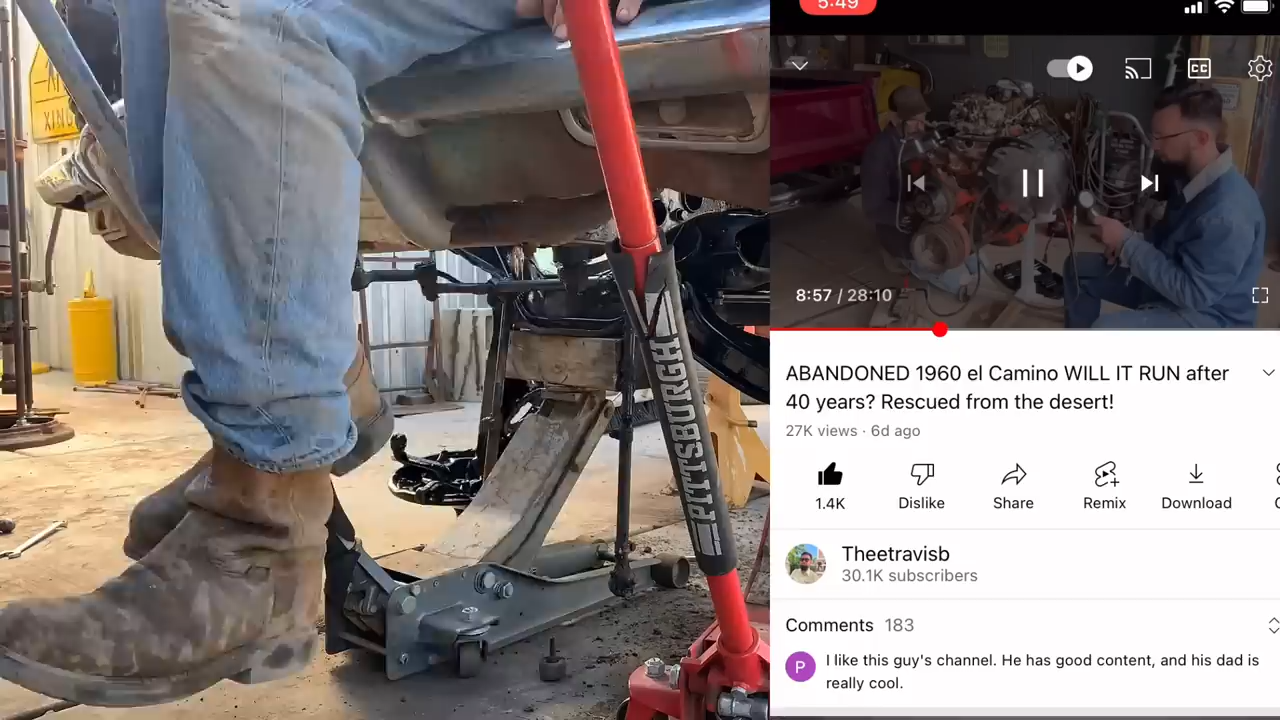 XING
PITTSBURGH
5:49
CC
8:57 / 28:10
ABANDONED 1960 el Camino WILL IT RUN after
40 years? Rescued from the desert!
27K views · 6d ago
1.4K
Dislike
Share
Remix
Download
Theetravisb
30.1K subscribers
Comments 183
P
I like this guy's channel. He has good content, and his dad is
really cool.